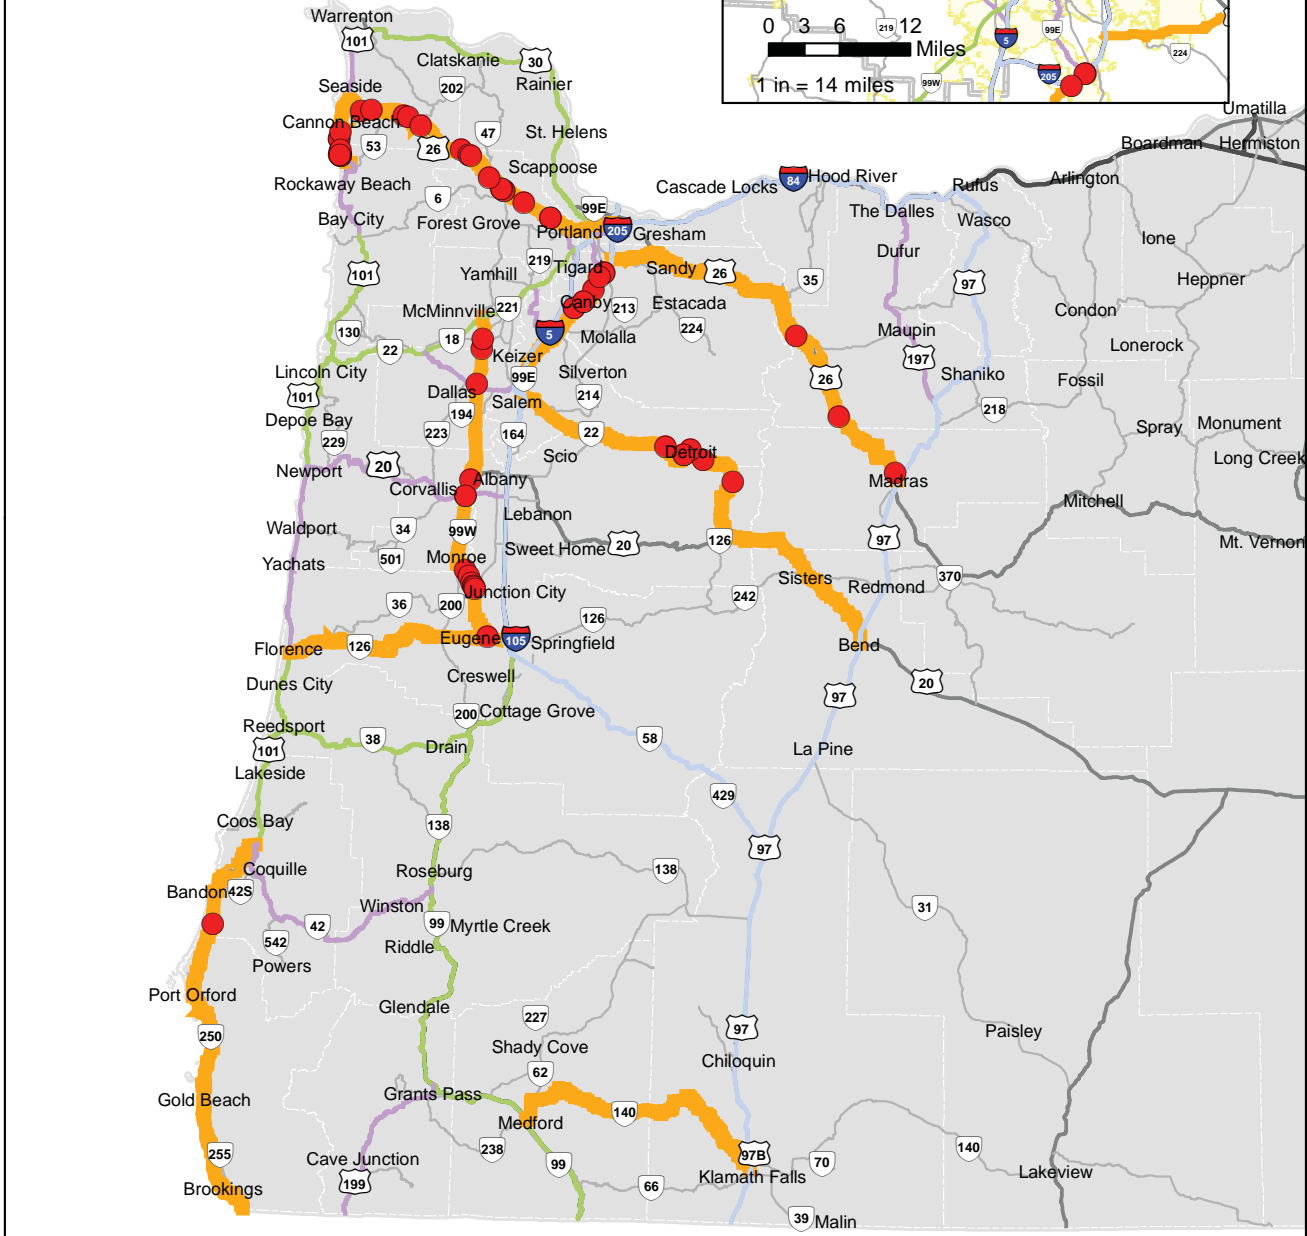 Warrenton
101
Clatskanie
30
Seaside
202
Rainier
Cannon Beach
47
St. Helens
53
26
Scappoose
Rockaway Beach
6
Bay City
Forest Grove
99E
Portland
205
Gresham
219
Tigard
101
Yamhill
Sandy
26
35
McMinnville
221
Canby
213
Estacada
130
18
5
Molalla
224
22
Keizer
Lincoln City
99E
Silverton
101
Dallas
Salem
214
Depoe Bay
194
229
223
164
22
Detroit
Newport
20
Scio
Corvallis
Albany
Waldport
34
99W
Lebanon
Yachats
501
Monroe
Sweet Home
20
126
Junction City
36
200
126
242
Sisters
Florence
126
Eugene
105
Springfield
Bend
Dunes City
Creswell
Reedsport
200
Cottage Grove
101
38
Drain
58
Lakeside
La Pine
429
Coos Bay
138
97
Coquille
Roseburg
138
Bandon
42S
Winston
31
42
99
Myrtle Creek
542
Riddle
Powers
Port Orford
Glendale
250
227
97
Paisley
Shady Cove
Chiloquin
62
Gold Beach
Grants Pass
140
Medford
255
238
97B
140
Cave Junction
99
70
199
Klamath Falls
Lakeview
Brookings
66
39
Malin
0 3 6 12
Miles
1 in = 14 miles
219
99W
5
99E
205
224
Umatilla
Boardman
Hermiston
Cascade Locks
84
Hood River
Rufus
Arlington
The Dalles
Wasco
Dufur
Ione
97
Heppner
Condon
Maupin
Lonerock
197
26
Shaniko
Fossil
218
Spray
Monument
Long Creek
Madras
Mitchell
97
Mt. Vernon
Redmond
370
97
20